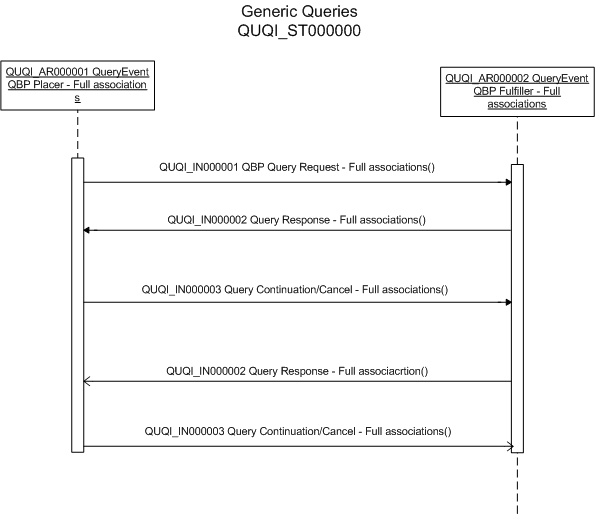 Generic Queries
QUQI_ST000000
QUQI_AR000001 QueryEvent
QBP Placer - Full association
s
QUQI_AR000002 QueryEvent
QBP Fulfiller - Full
associations
QUQI_IN000001 QBP Query Request - Full associations()
QUQI_IN000002 Query Response - Full associations()
QUQI_IN000003 Query Continuation/Cancel - Full associations()
QUQI_IN000002 Query Response - Full associacrtion()
QUQI_IN000003 Query Continuation/Cancel - Full associations()